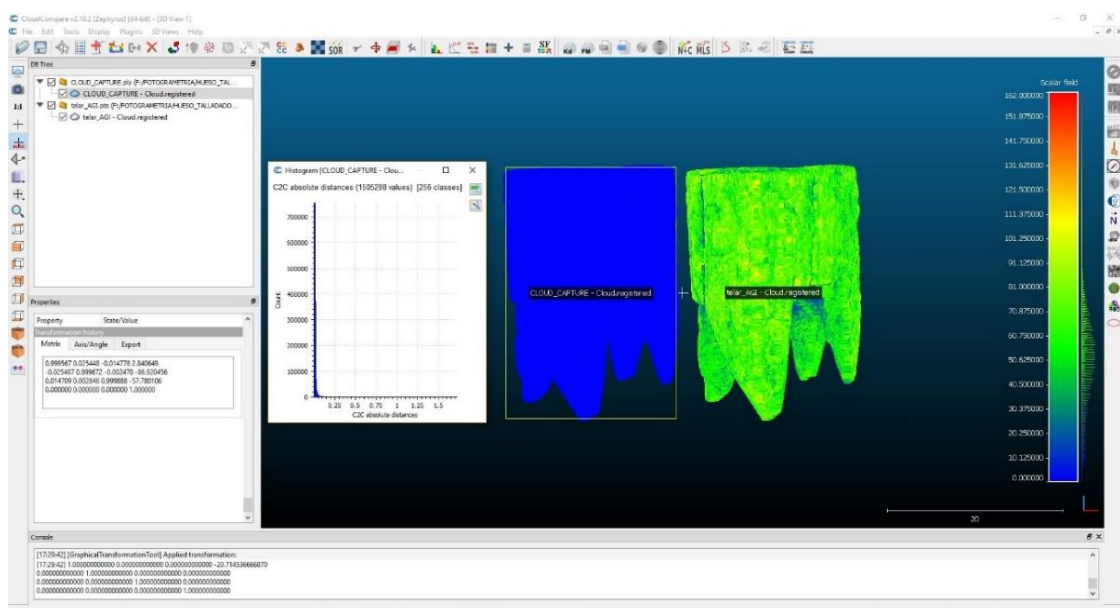 CloudCompare v2.10.2 (Zephyrus) [64-bit] - [3D View 1]
File Edit Tools Display Plugins 3D Views Help
SOR
SF
Kd
FM
N+C MLS
DB Tree
CLOUD_CAPTURE.ply (F:/FOTOGRAMETRIA/HUESO_TAL...
CLOUD_CAPTURE - Cloud.registered
telar_AGI.pts (F:/FOTOGRAMETRIA/HUESO_TALLADADO...
telar_AGI - Cloud.registered
1:1
Properties
Property State/Value
Transformation history
Matrix Axis/Angle Export
0.999567 0.025448 -0.014776 2.840649
-0.025487 0.999672 -0.002470 -86.920456
0.014709 0.002846 0.999888 -57.780106
0.000000 0.000000 0.000000 1.000000
Histogram [CLOUD_CAPTURE - Clou...
C2C absolute distances (1505288 values) [256 classes]
700000
600000
500000
400000
300000
200000
100000
0
Count
0.25 0.5 0.75 1 1.25 1.5
C2C absolute distances
CLOUD_CAPTURE - Cloud.registered
telar_AGI - Cloud.registered
Scalar field
162.000000
151.875000
141.750000
131.625000
121.500000
111.375000
101.250000
91.125000
81.000000
70.875000
60.750000
50.625000
40.500000
30.375000
20.250000
10.125000
0.000000
20
Console
[17:29:42] [GraphicalTransformationTool] Applied transformation:
[17:29:42] 1.000000000000 0.000000000000 0.000000000000 -20.714536666870
0.000000000000 1.000000000000 0.000000000000 0.000000000000
0.000000000000 0.000000000000 1.000000000000 0.000000000000
0.000000000000 0.000000000000 0.000000000000 1.000000000000